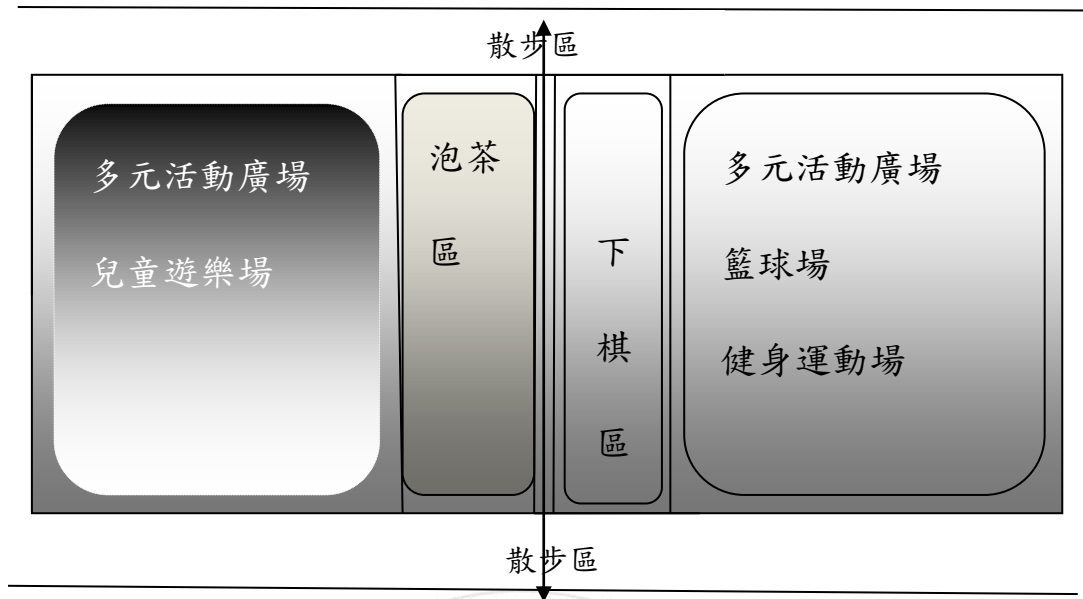 散步區
多元活動廣場
兒童遊樂場
泡茶
區
下
棋
區
多元活動廣場
籃球場
健身運動場
散步區